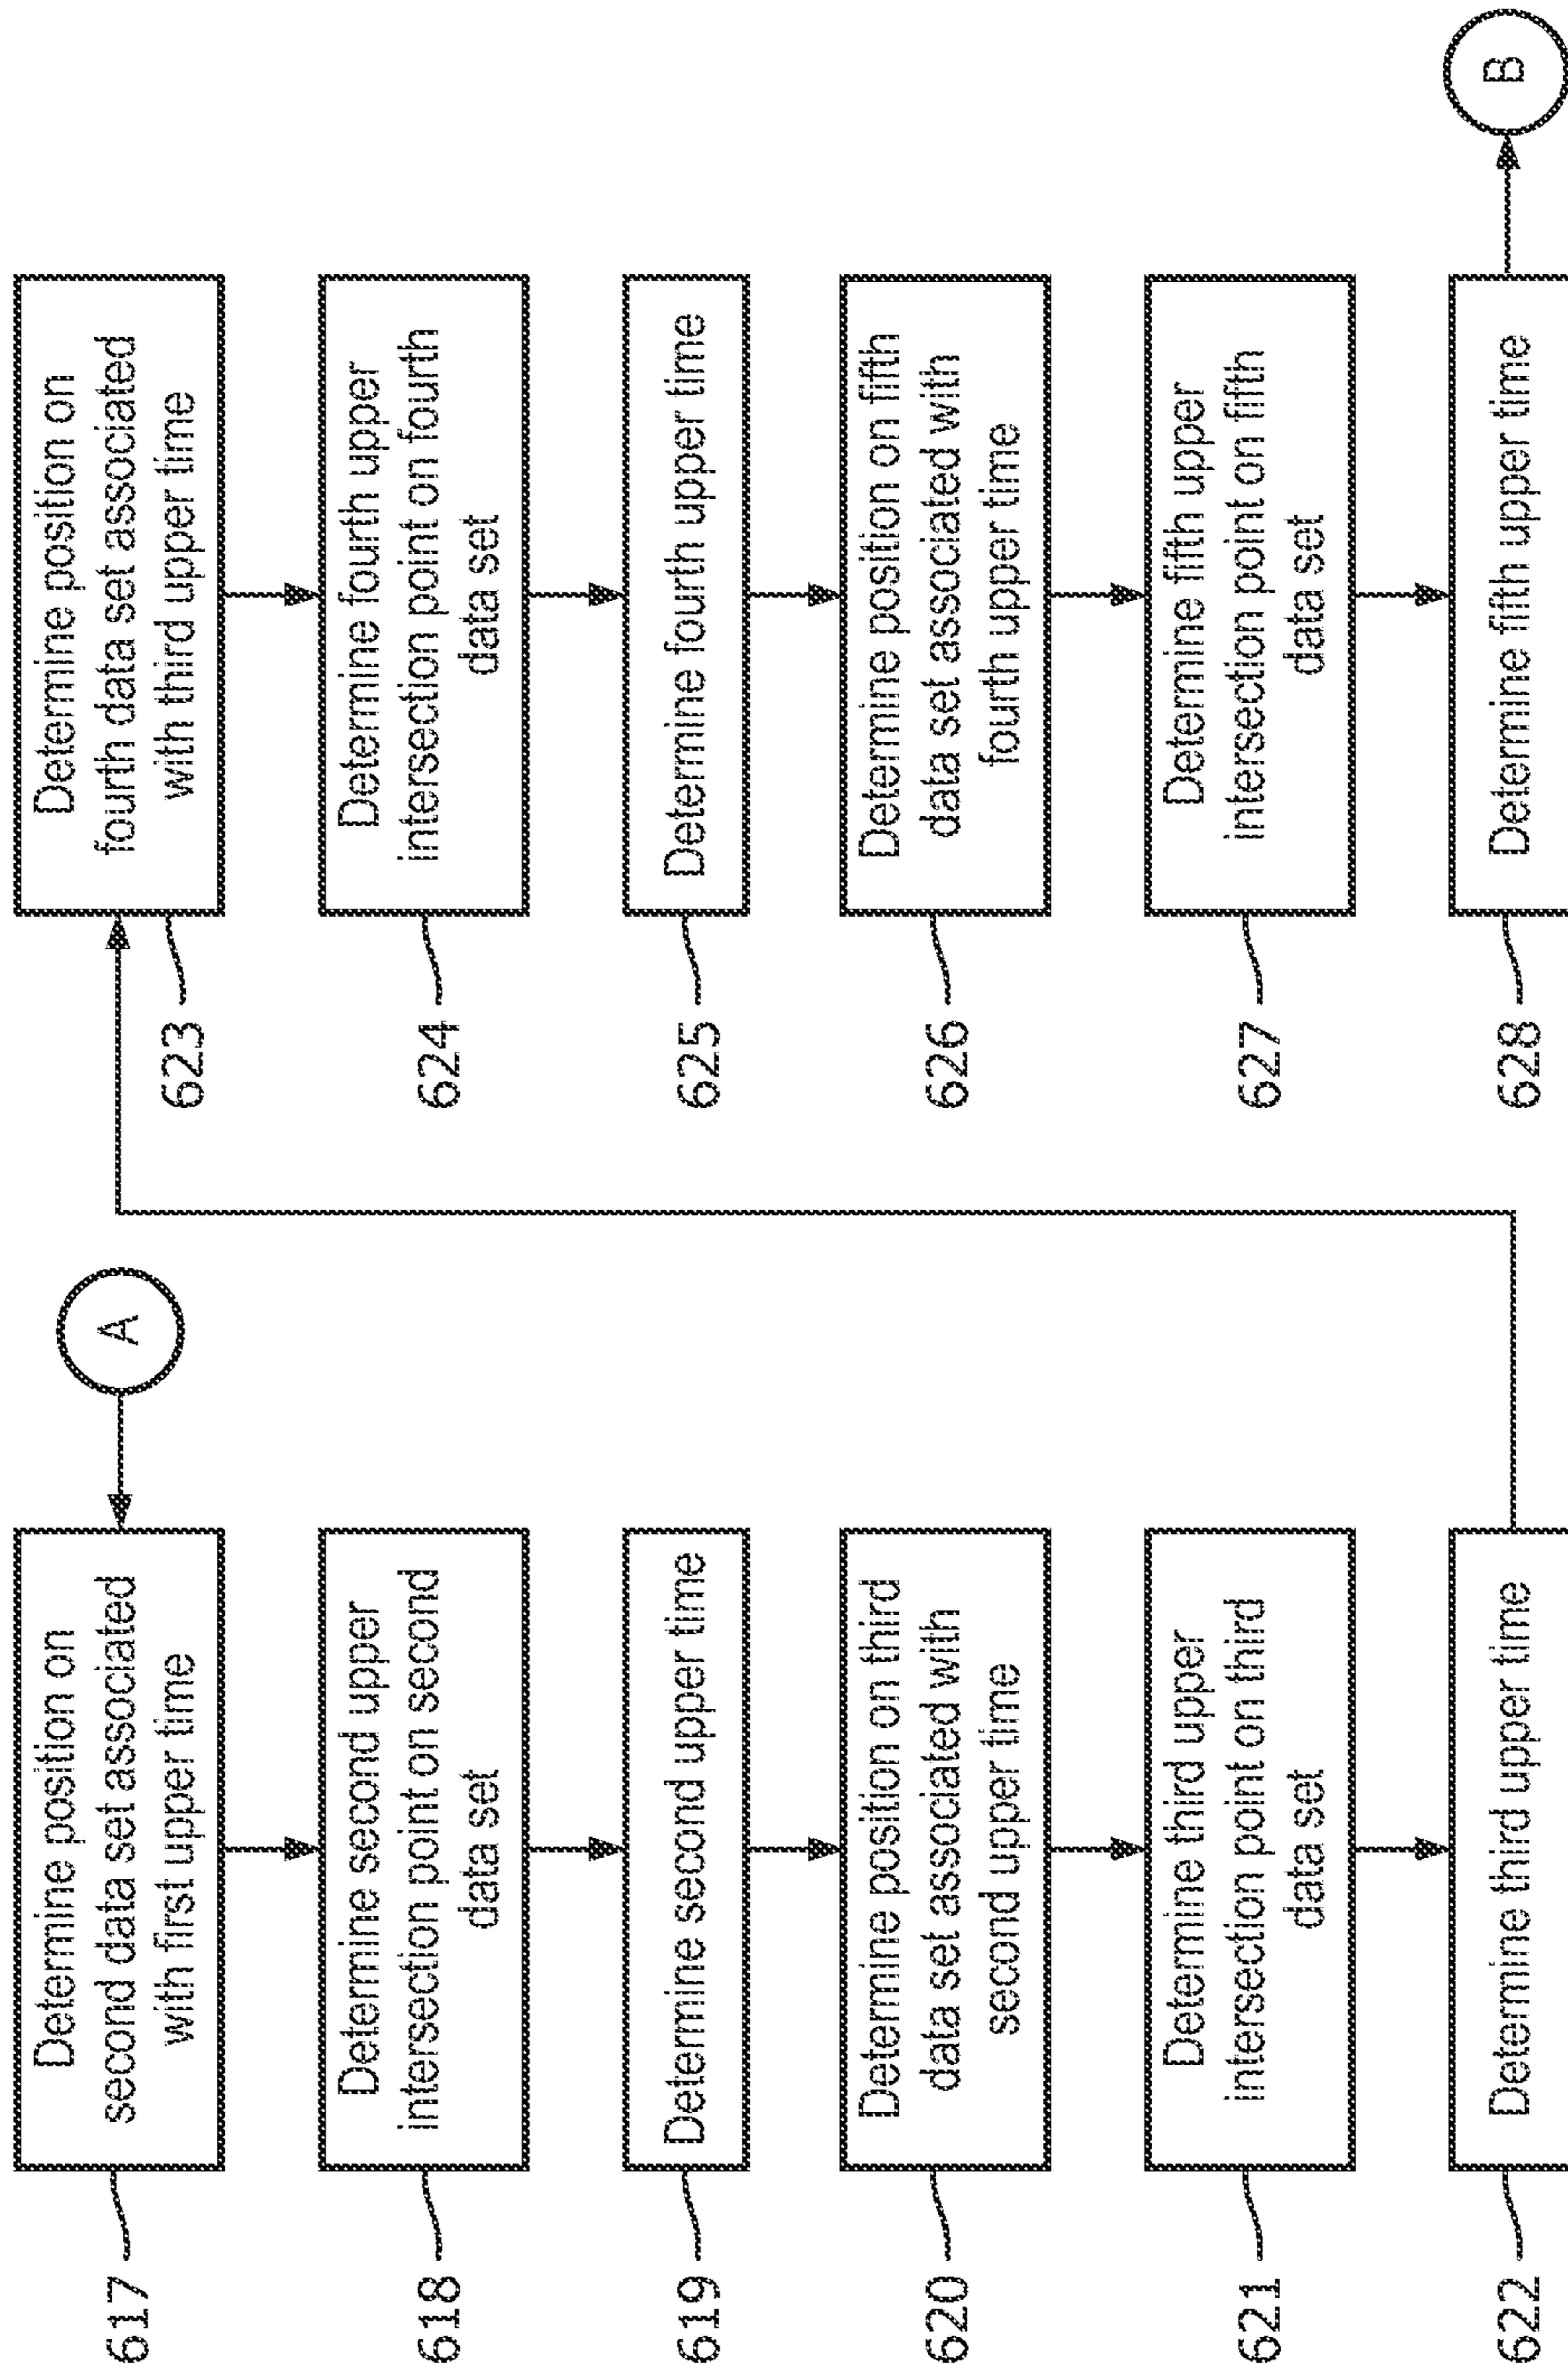 A
617
Determine position on
second data set associated
with first upper time
618
Determine second upper
intersection point on second
data set
619
Determine second upper time
620
Determine position on third
data set associated with
second upper time
621
Determine third upper
intersection point on third
data set
622
Determine third upper time
623
Determine position on
fourth data set associated
with third upper time
624
Determine fourth upper
intersection point on fourth
data set
625
Determine fourth upper time
626
Determine position on fifth
data set associated with
fourth upper time
627
Determine fifth upper
intersection point on fifth
data set
628
Determine fifth upper time
B